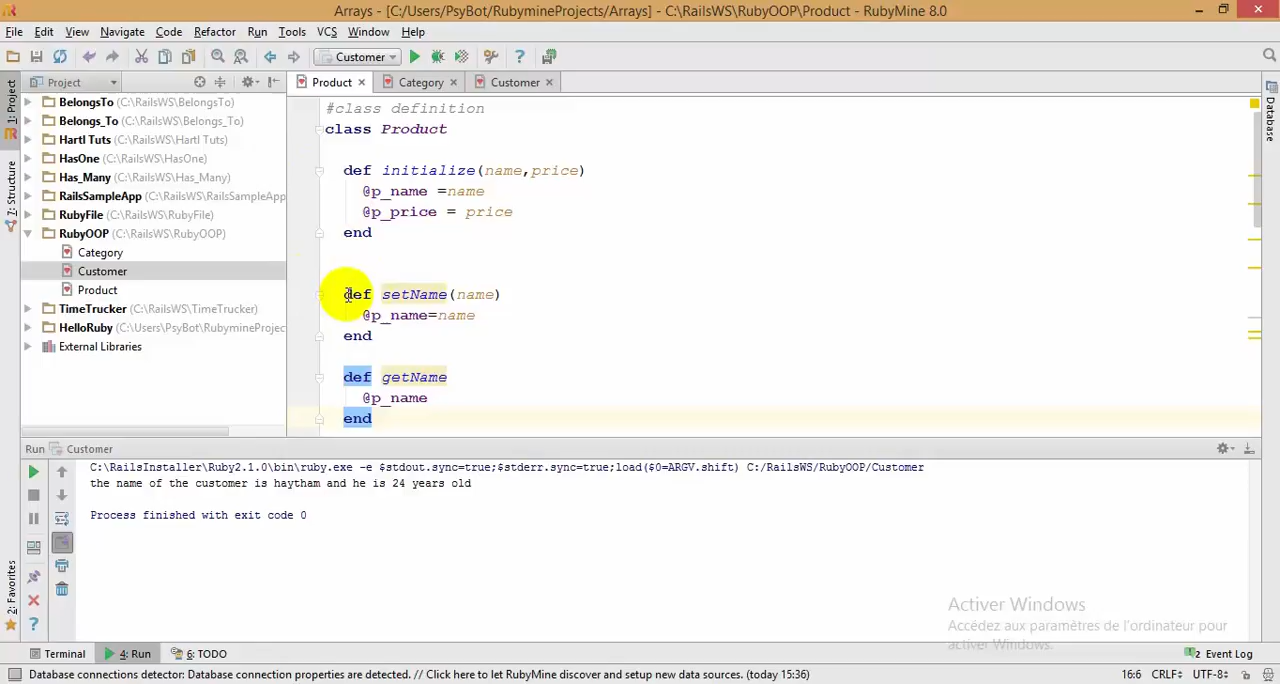 Arrays - [C:/Users/PsyBot/RubymineProjects/Arrays] - C:\RailsWS\RubyOOP\Product - RubyMine 8.0
File Edit View Navigate Code Refactor Run Tools VCS Window Help
Customer
Project
Product Category Customer
1: Project
7: Structure
2: Favorites
Database
BelongsTo (C:\RailsWS\BelongsTo)
Belongs_To (C:\RailsWS\Belongs_To)
Hartl Tuts (C:\RailsWS\Hartl Tuts)
HasOne (C:\RailsWS\HasOne)
Has_Many (C:\RailsWS\Has_Many)
RailsSampleApp (C:\RailsWS\RailsSampleApp
RubyFile (C:\RailsWS\RubyFile)
RubyOOP (C:\RailsWS\RubyOOP)
Category
Customer
Product
TimeTrucker (C:\RailsWS\TimeTrucker)
HelloRuby (C:\Users\PsyBot\RubymineProjec
External Libraries
#class definition
class Product
def initialize(name,price)
@p_name =name
@p_price = price
end
def setName(name)
@p_name=name
end
def getName
@p_name
end
Run Customer
C:\RailsInstaller\Ruby2.1.0\bin\ruby.exe -e $stdout.sync=true;$stderr.sync=true;load($0=ARGV.shift) C:/RailsWS/RubyOOP/Customer
the name of the customer is haytham and he is 24 years old
Process finished with exit code 0
Activer Windows
Accédez aux paramètres de l'ordinateur pour
activer Windows.
Terminal 4: Run 6: TODO 2 Event Log
Database connections detector: Database connection properties are detected. // Click here to let RubyMine discover and setup new data sources. (today 15:36) 16:6 CRLF÷ UTF-8÷